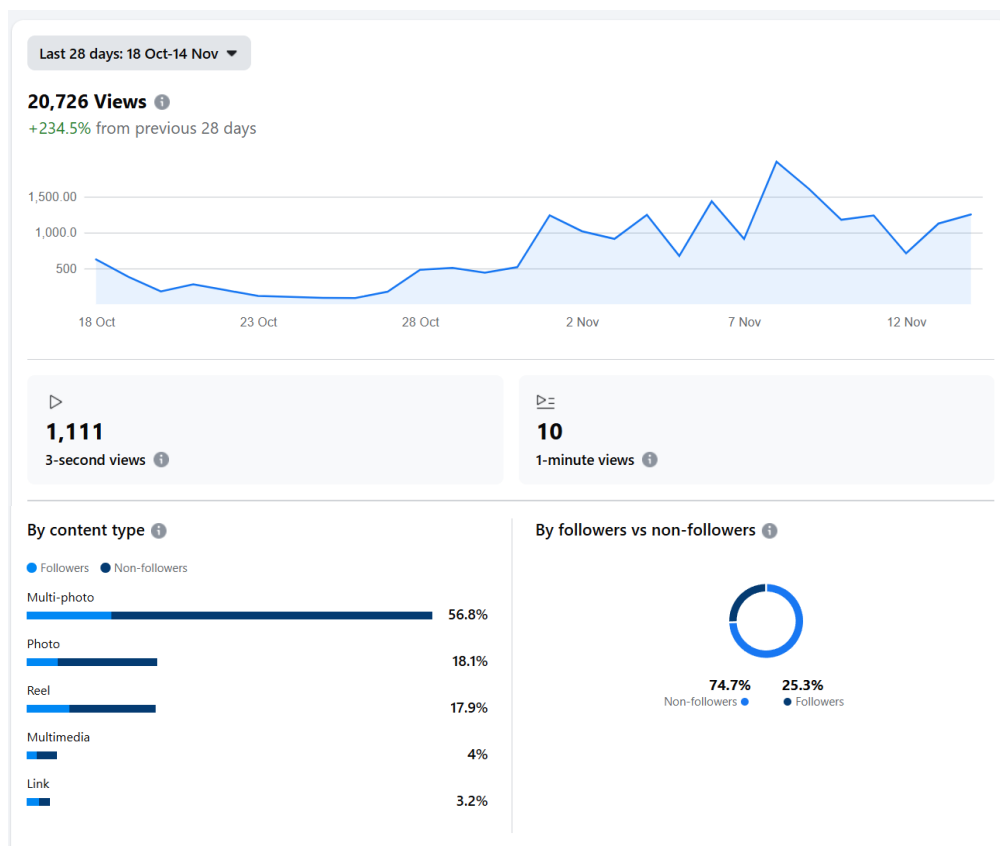 Last 28 days: 18 Oct-14 Nov
20,726 Views
+234.5% from previous 28 days
1,500.00
1,000.0
500
18 Oct 23 Oct 28 Oct 2 Nov 7 Nov 12 Nov
1,111
3-second views
10
1-minute views
By content type
Followers Non-followers
Multi-photo
56.8%
Photo
18.1%
Reel
17.9%
Multimedia
4%
Link
3.2%
By followers vs non-followers
74.7% 25.3%
Non-followers Followers